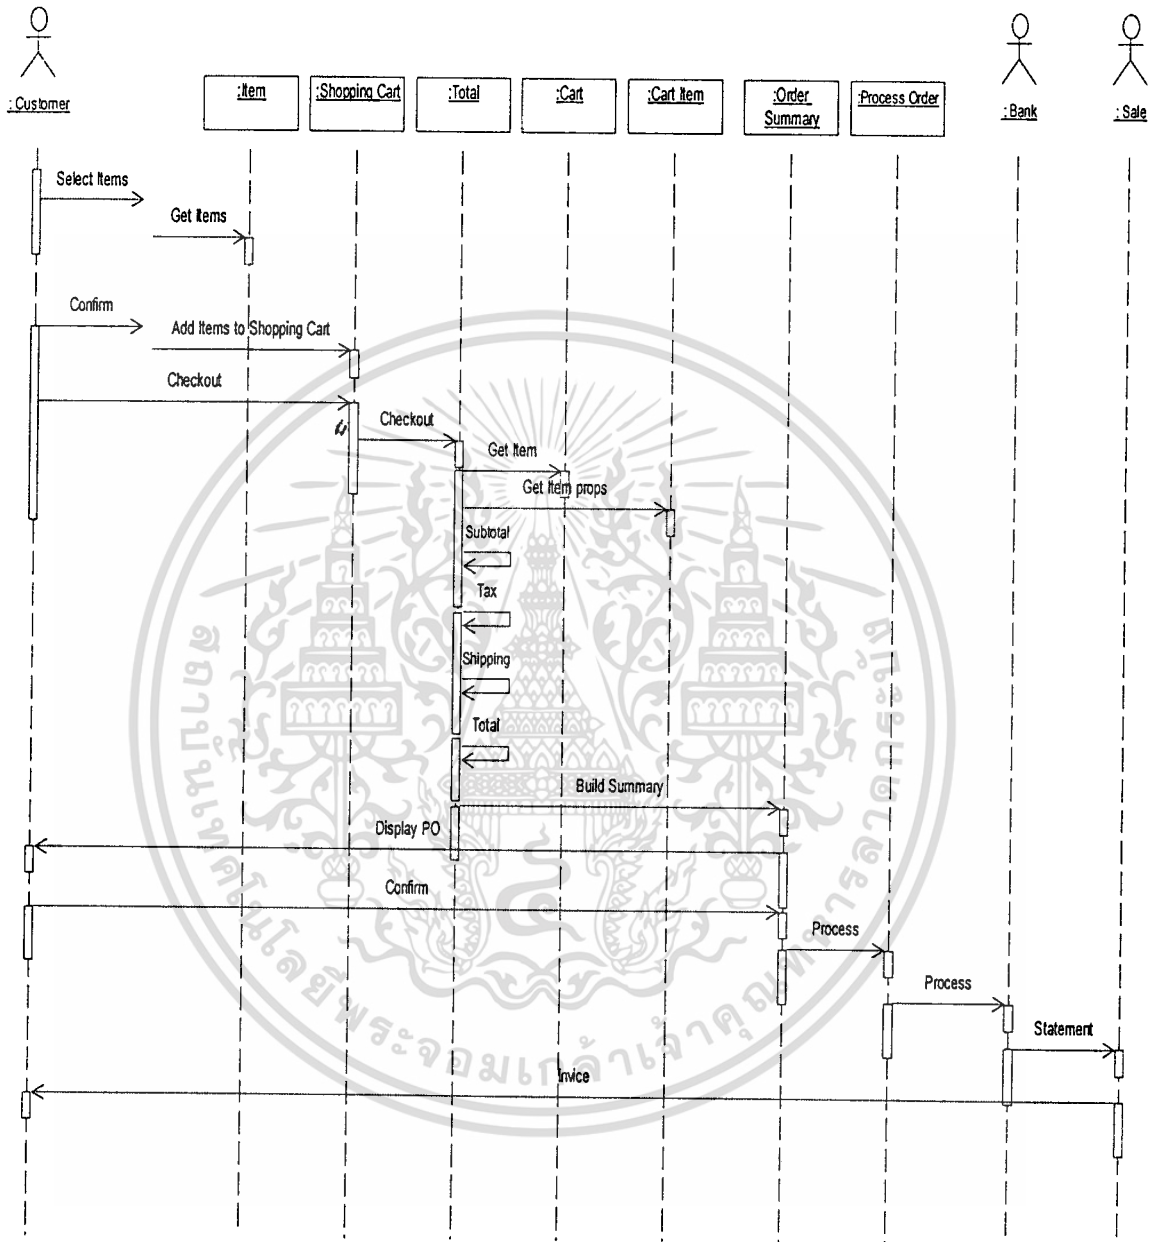 : Customer
:Item
:Shopping Cart
:Total
:Cart
:Cart Item
:Order
Summary
:Process Order
: Bank
: Sale
Select Items
Get Items
Confirm
Add Items to Shopping Cart
Checkout
Checkout
Get Item
Get Item props
Subtotal
Tax
Shipping
Total
Build Summary
Display PO
Confirm
Process
Process
Statement
Invice